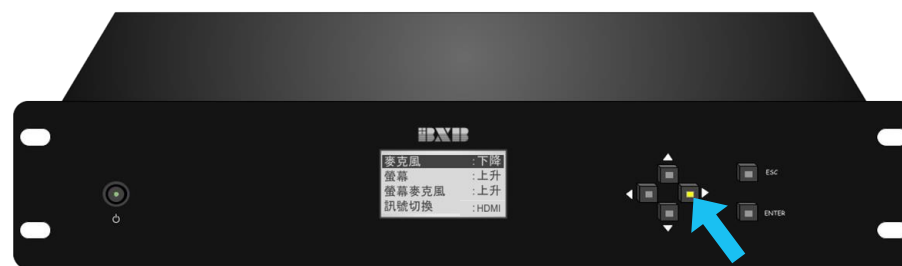 BXB
麥克風 :下降
螢幕 :上升
螢幕麥克風 :上升
訊號切換 :HDMI
ESC
ENTER